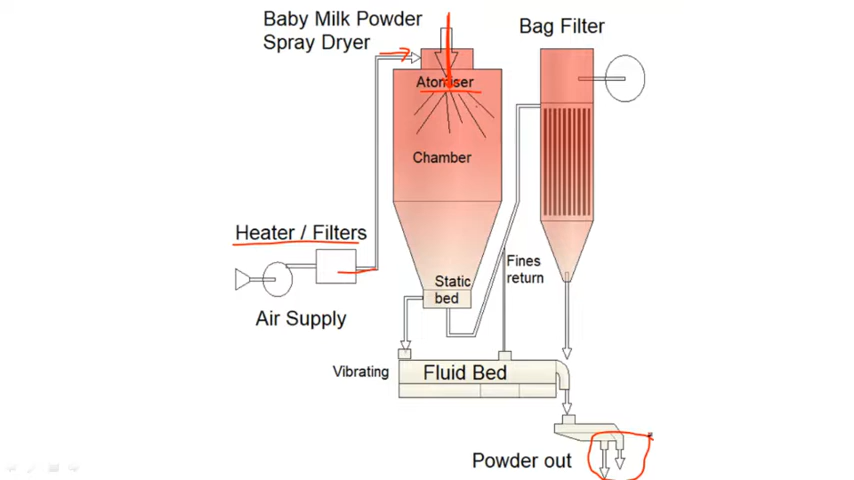 Baby Milk Powder
Spray Dryer
Bag Filter
Atomiser
Chamber
Heater / Filters
Static
bed
Fines
return
Air Supply
Vibrating
Fluid Bed
Powder out